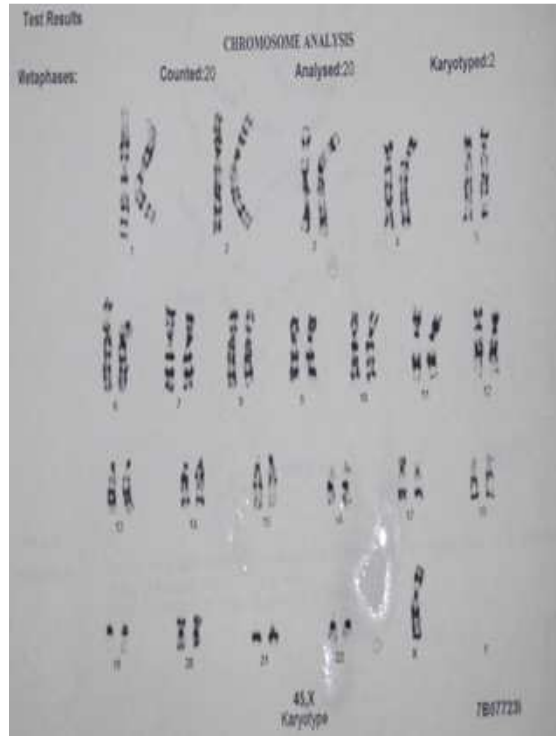 Test Results
CHROMOSOME ANALYSIS
Metaphases: Counted:20 Analysed:20 Karyotyped:2
1 2 3 4 5
6 7 8 9 10 11 12
13 14 15 16 17 18
19 20 21 22 X Y
45,X
Karyotype